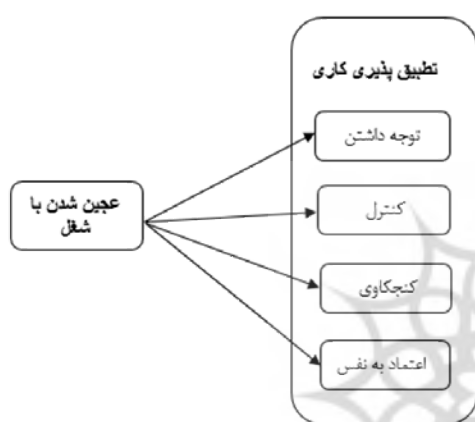 تطبیق پذیری کاری
توجه داشتن
عجین شدن با
شغل
کنترل
کنجکاوی
اعتماد به نفس